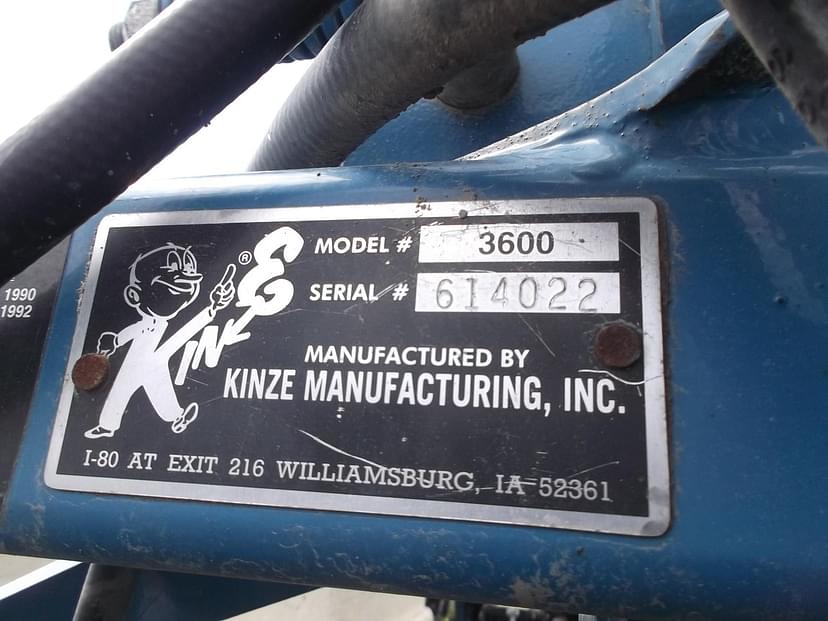 1990
1992
KINZE ®
MODEL # 3600
SERIAL # 614022
MANUFACTURED BY
KINZE MANUFACTURING, INC.
I-80 AT EXIT 216 WILLIAMSBURG, IA 52361